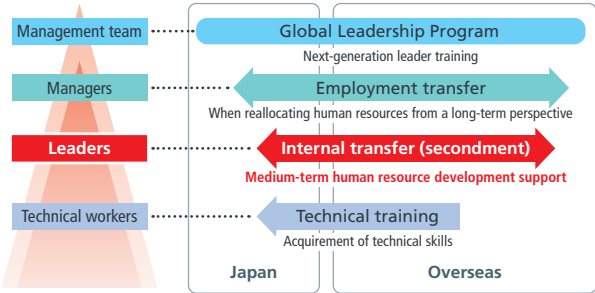 Management team
Global Leadership Program
Next-generation leader training
Managers
Employment transfer
When reallocating human resources from a long-term perspective
Leaders
Internal transfer (secondment)
Medium-term human resource development support
Technical workers
Technical training
Acquirement of technical skills
Japan
Overseas